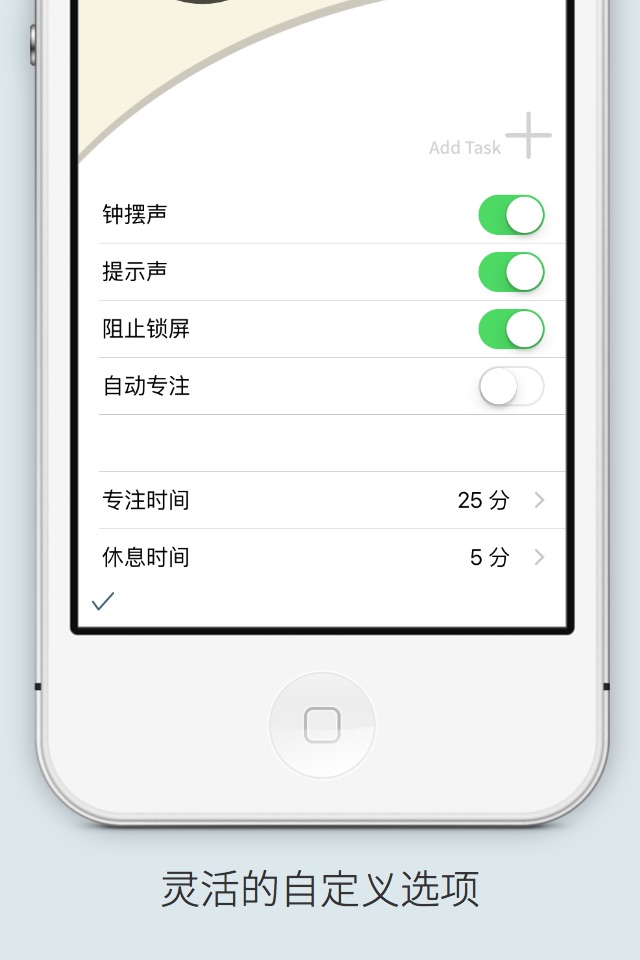 Add Task
钟摆声
提示声
阻止锁屏
自动专注
专注时间 25 分
休息时间 5 分
灵活的自定义选项